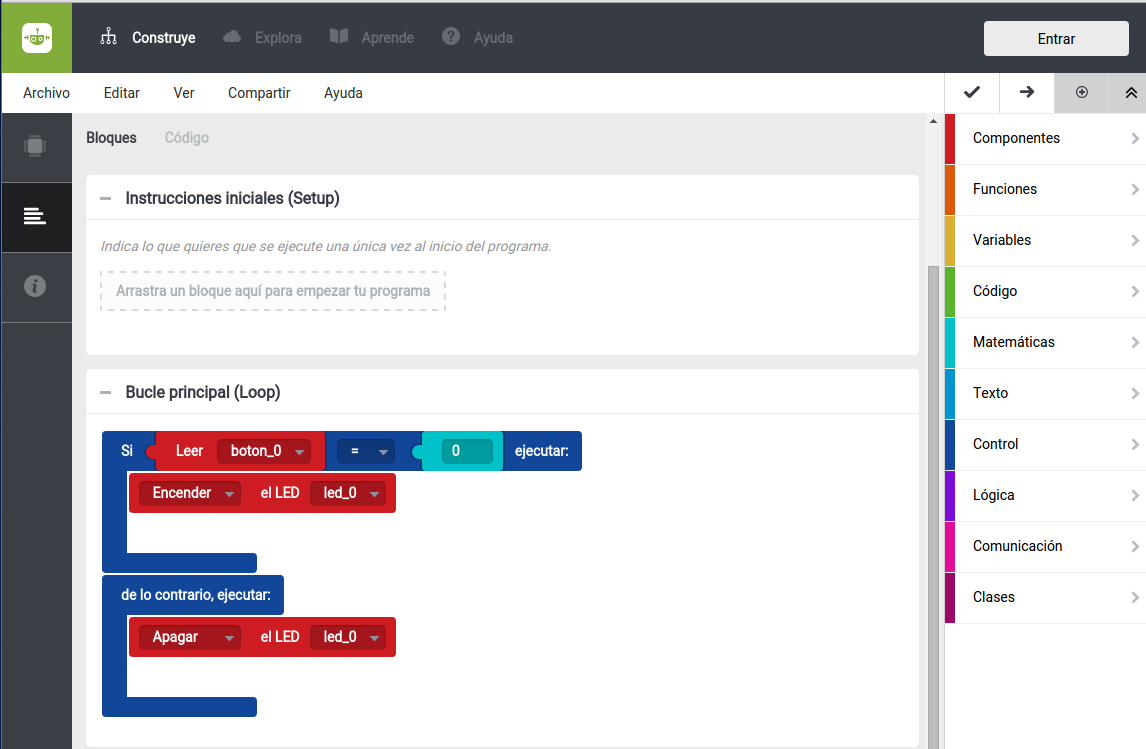 Construye Explora Aprende Ayuda Entrar
Archivo Editar Ver Compartir Ayuda
Bloques Código
Instrucciones iniciales (Setup)
Indica lo que quieres que se ejecute una única vez al inicio del programa.
Arrastra un bloque aquí para empezar tu programa
Bucle principal (Loop)
Si Leer boton_0 = 0 ejecutar:
Encender el LED led_0
de lo contrario, ejecutar:
Apagar el LED led_0
Componentes
Funciones
Variables
Código
Matemáticas
Texto
Control
Lógica
Comunicación
Clases